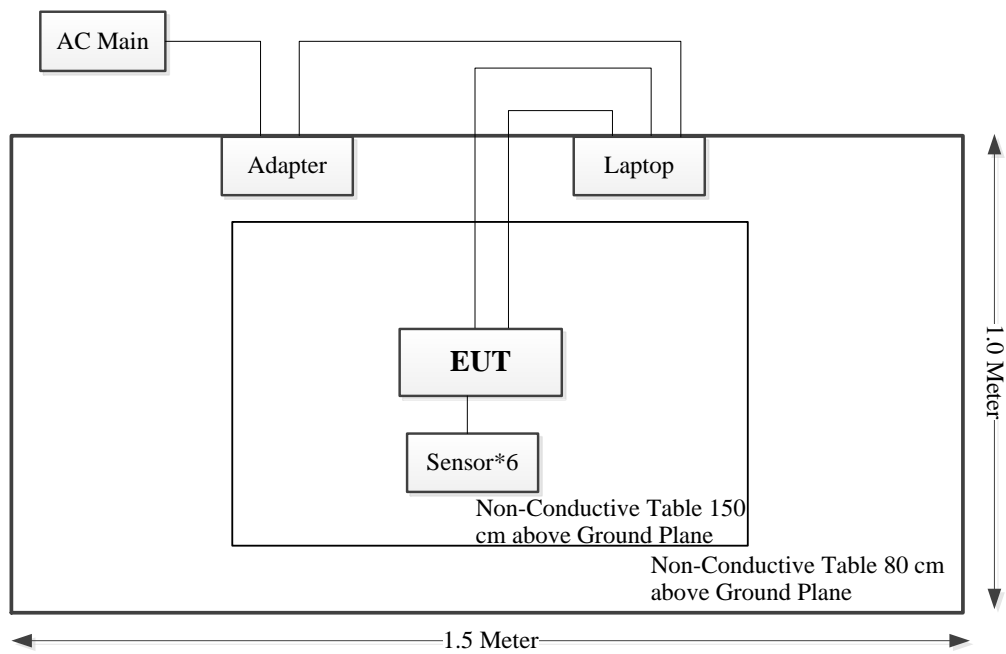 AC Main
Adapter
Laptop
EUT
Sensor*6
Non-Conductive Table 150
cm above Ground Plane
Non-Conductive Table 80 cm
above Ground Plane
1.0 Meter
1.5 Meter